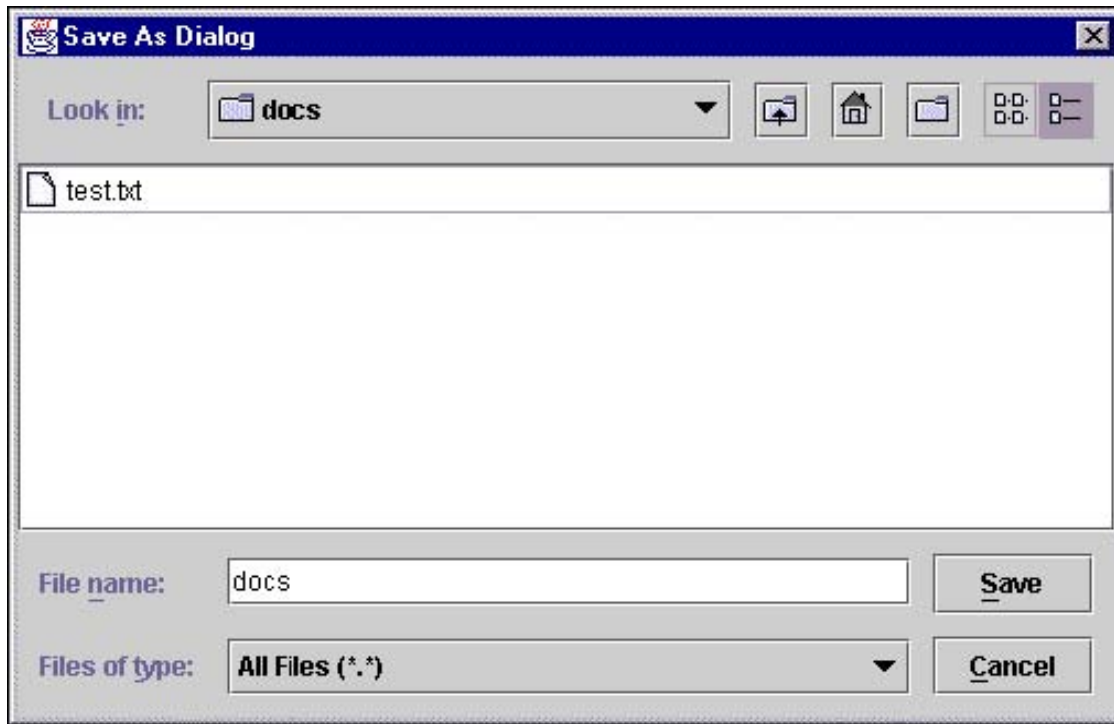 Save As Dialog
Look in: docs
test.txt
File name: docs Save
Files of type: All Files (*.*) Cancel